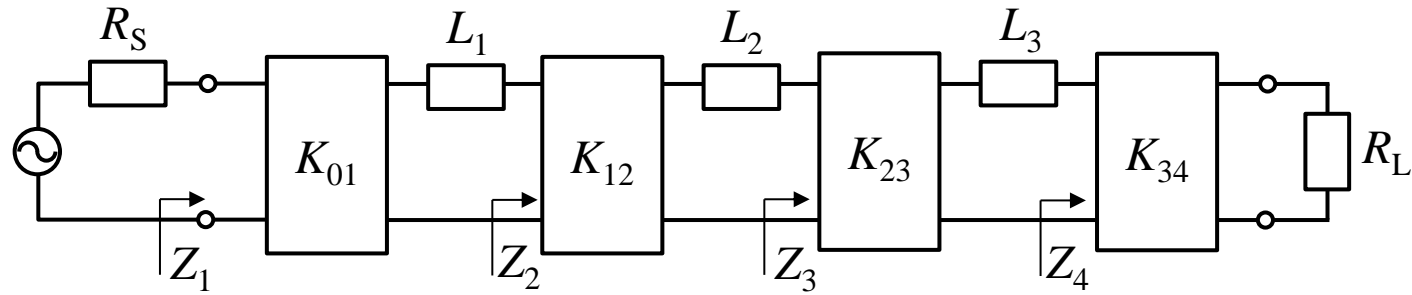 R_S L_1 L_2 L_3
K_01 K_12 K_23 K_34 R_L
Z_1 Z_2 Z_3 Z_4